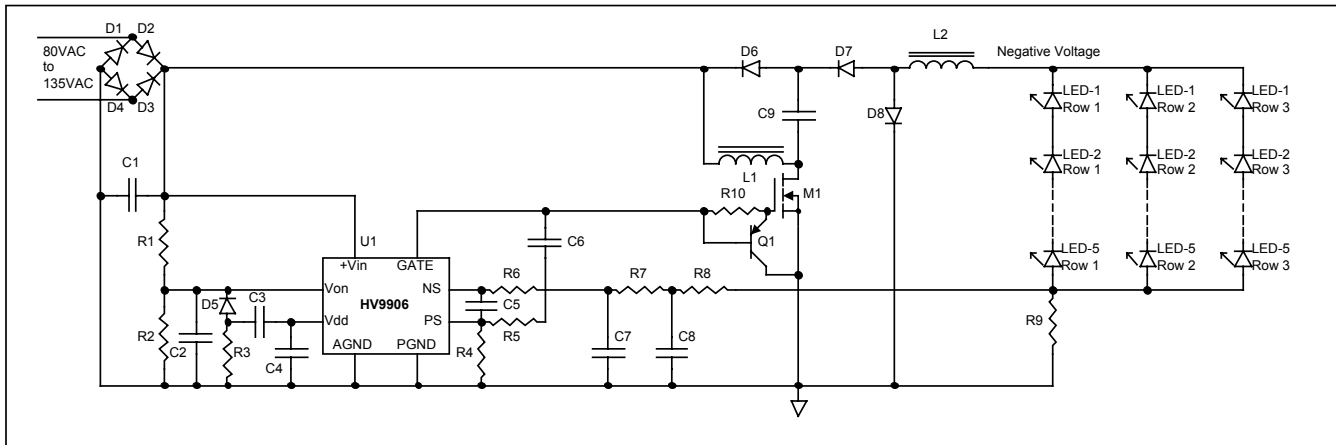 D1 D2
80VAC
to
135VAC
D4 D3
D6
D7
L2
Negative Voltage
C9
D8
LED-1
Row 1
LED-1
Row 2
LED-1
Row 3
LED-2
Row 1
LED-2
Row 2
LED-2
Row 3
LED-5
Row 1
LED-5
Row 2
LED-5
Row 3
C1
L1
R10
M1
Q1
R1
U1
C6
+Vin
GATE
Von
NS
R6
R7
R8
HV9906
D5
C3
Vdd
PS
C5
R5
R2
C2
R3
C4
AGND
PGND
R4
C7
C8
R9